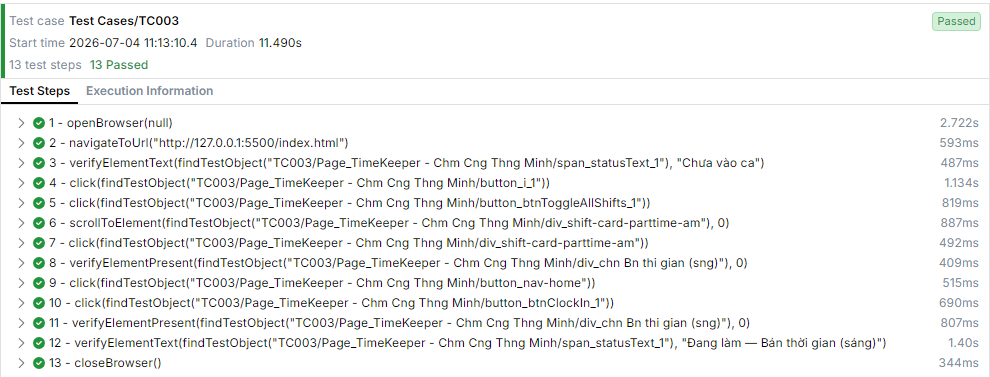 Test case Test Cases/TC003 Passed
Start time 2026-07-04 11:13:10.4 Duration 11.490s
13 test steps 13 Passed
Test Steps Execution Information
1 - openBrowser(null) 2.722s
2 - navigateToUrl("http://127.0.0.1:5500/index.html") 593ms
3 - verifyElementText(findTestObject("TC003/Page_TimeKeeper - Chm Cng Thng Minh/span_statusText_1"), "Chưa vào ca") 487ms
4 - click(findTestObject("TC003/Page_TimeKeeper - Chm Cng Thng Minh/button_i_1")) 1.134s
5 - click(findTestObject("TC003/Page_TimeKeeper - Chm Cng Thng Minh/button_btnToggleAllShifts_1")) 819ms
6 - scrollToElement(findTestObject("TC003/Page_TimeKeeper - Chm Cng Thng Minh/div_shift-card-parttime-am"), 0) 887ms
7 - click(findTestObject("TC003/Page_TimeKeeper - Chm Cng Thng Minh/div_shift-card-parttime-am")) 492ms
8 - verifyElementPresent(findTestObject("TC003/Page_TimeKeeper - Chm Cng Thng Minh/div_chn Bn thi gian (sng)"), 0) 409ms
9 - click(findTestObject("TC003/Page_TimeKeeper - Chm Cng Thng Minh/button_nav-home")) 515ms
10 - click(findTestObject("TC003/Page_TimeKeeper - Chm Cng Thng Minh/button_btnClockIn_1")) 690ms
11 - verifyElementPresent(findTestObject("TC003/Page_TimeKeeper - Chm Cng Thng Minh/div_chn Bn thi gian (sng)"), 0) 807ms
12 - verifyElementText(findTestObject("TC003/Page_TimeKeeper - Chm Cng Thng Minh/span_statusText_1"), "Đang làm — Bán thời gian (sáng)") 1.40s
13 - closeBrowser() 344ms